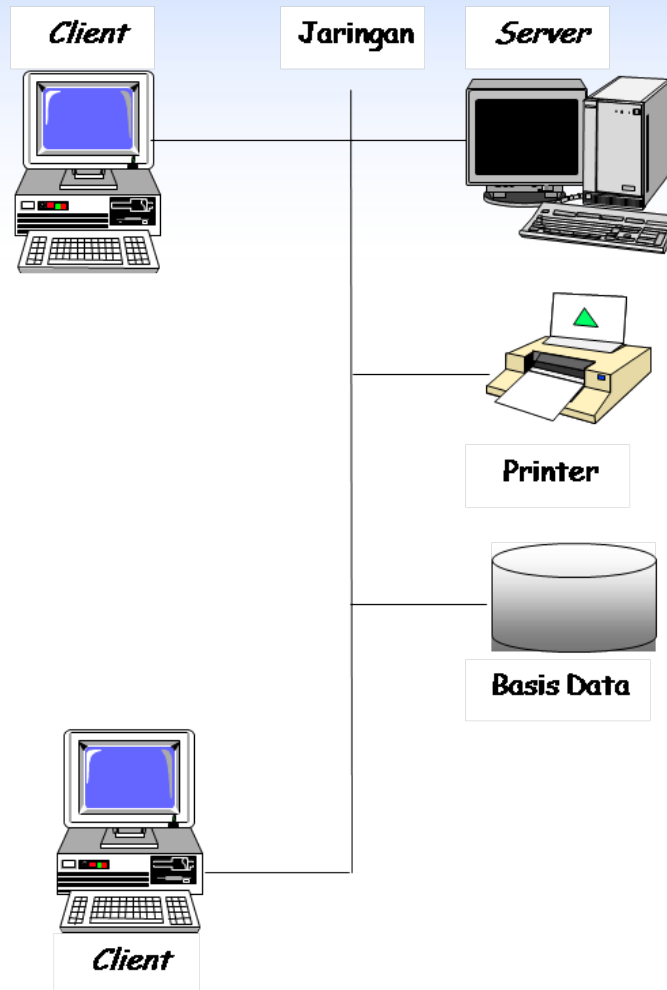 Client
Jaringan
Server
Printer
Basis Data
Client